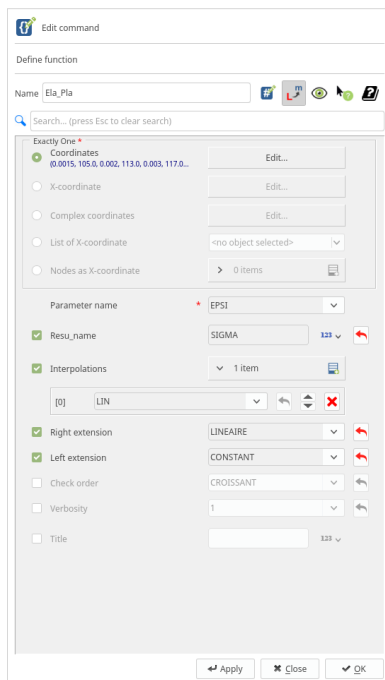 Edit command
Define function
Name Ela_Pla
Search... (press Esc to clear search)
Exactly One *
Coordinates
(0.0015, 105.0, 0.002, 113.0, 0.003, 117.0... Edit...
X-coordinate Edit...
Complex coordinates Edit...
List of X-coordinate <no object selected>
Nodes as X-coordinate 0 items
Parameter name * EPSI
Resu_name SIGMA 123
Interpolations 1 item
[0] LIN
Right extension LINEAIRE
Left extension CONSTANT
Check order CROISSANT
Verbosity 1
Title 123
Apply Close OK